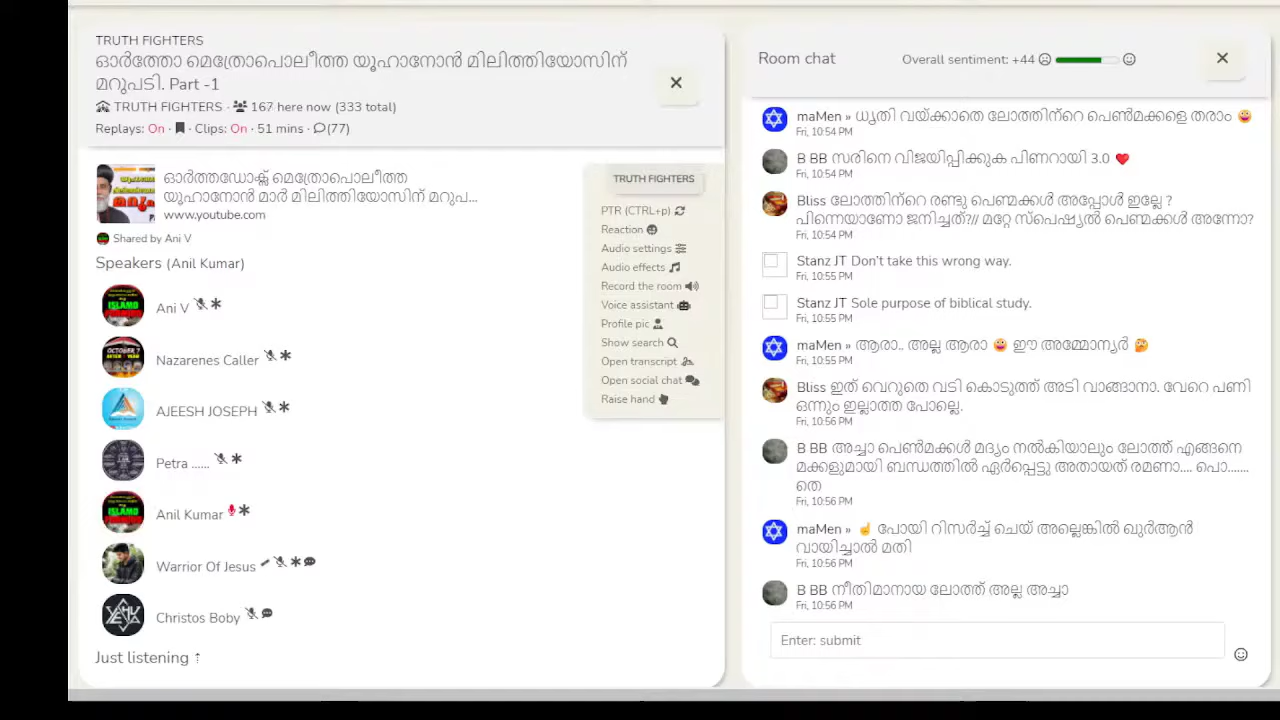 TRUTH FIGHTERS
ഓർത്തോ മെത്രോപൊലീത്ത യൂഹാനോൻ മിലിത്തിയോസിന്
മറുപടി. Part -1
TRUTH FIGHTERS · 167 here now (333 total)
Replays: On · Clips: On · 51 mins · (77)
ഓർത്തഡോക്സ് മെത്രൊപൊലീത്ത
യൂഹാനോൻ മാർ മിലിത്തിയോസിന് മറുപ...
www.youtube.com
Shared by Ani V
Speakers (Anil Kumar)
Ani V
Nazarenes Caller
AJEESH JOSEPH
Petra ......
Anil Kumar
Warrior Of Jesus
Christos Boby
Just listening ⇡
TRUTH FIGHTERS
PTR (CTRL+p)
Reaction
Audio settings
Audio effects
Record the room
Voice assistant
Profile pic
Show search
Open transcript
Open social chat
Raise hand
Room chat
Overall sentiment: +44
maMen » ധൃതി വയ്ക്കാതെ ലോത്തിന്റെ പെൺമക്കളെ തരാം 🤪
Fri, 10:54 PM
B BB സരിനെ വിജയിപ്പിക്കുക പിണറായി 3.0 ❤️
Fri, 10:54 PM
Bliss ലോത്തിന്റെ രണ്ടു പെണ്മക്കൾ അപ്പോൾ ഇല്ലേ ?
പിന്നെയാണോ ജനിച്ചത്?// മറ്റേ സ്പെഷ്യൽ പെണ്മക്കൾ അന്നോ?
Fri, 10:54 PM
Stanz JT Don't take this wrong way.
Fri, 10:55 PM
Stanz JT Sole purpose of biblical study.
Fri, 10:55 PM
maMen » ആരാ.. അല്ല ആരാ 🤪 ഈ അമ്മോന്യർ 🤔
Fri, 10:55 PM
Bliss ഇത് വെറുതെ വടി കൊടുത്ത് അടി വാങ്ങാനാ. വേറെ പണി
ഒന്നും ഇല്ലാത്ത പോലെ.
Fri, 10:56 PM
B BB അച്ചാ പെൺമക്കൾ മദ്യം നൽകിയാലും ലോത്ത് എങ്ങനെ
മക്കളുമായി ബന്ധത്തിൽ ഏർപ്പെട്ടു അതായത് രമണാ.... പൊ.......
തെ
Fri, 10:56 PM
maMen » ☝️ പോയി റിസർച്ച് ചെയ് അല്ലെങ്കിൽ ഖുർആൻ
വായിച്ചാൽ മതി
Fri, 10:56 PM
B BB നീതിമാനായ ലോത്ത് അല്ല അച്ചാ
Fri, 10:56 PM
Enter: submit